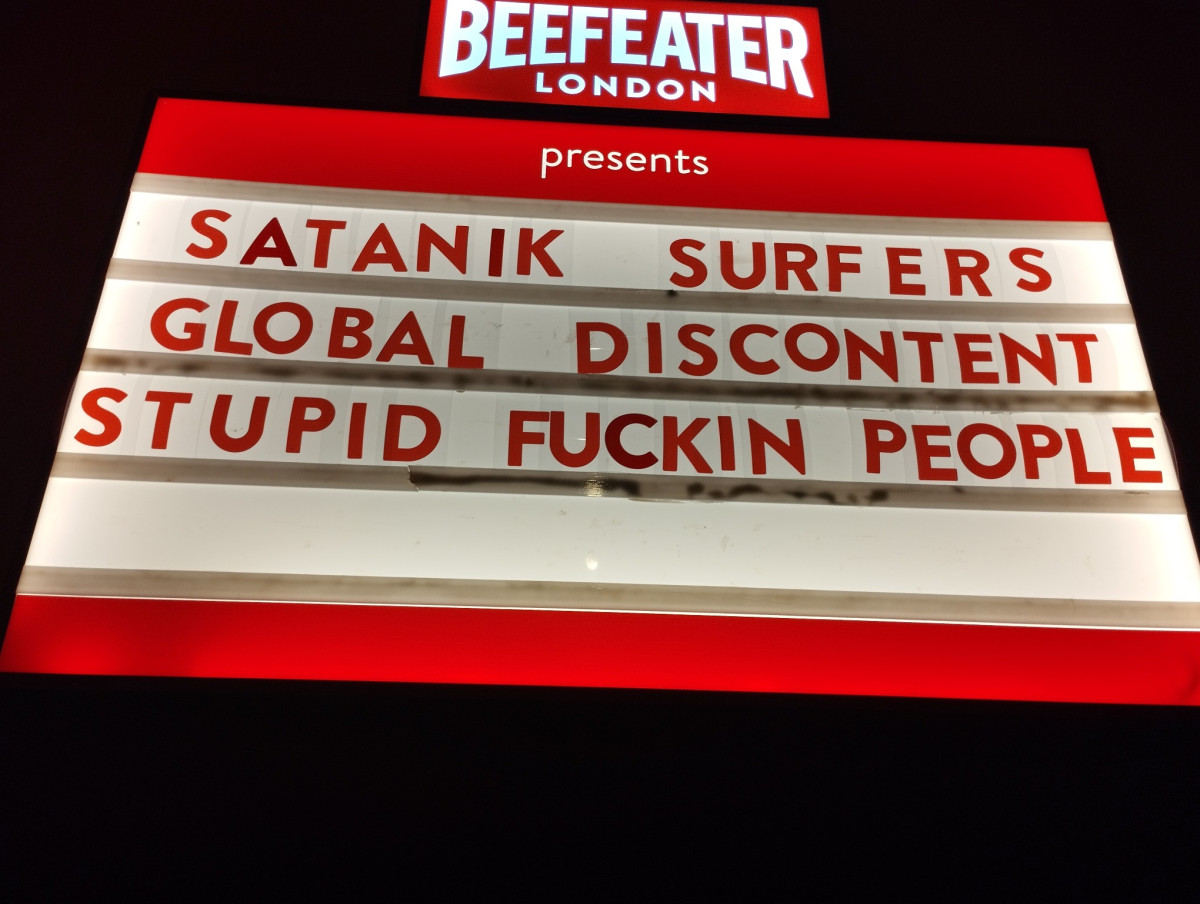 BEEFEATER
LONDON
presents
SATANIK SURFERS
GLOBAL DISCONTENT
STUPID FUCKIN PEOPLE